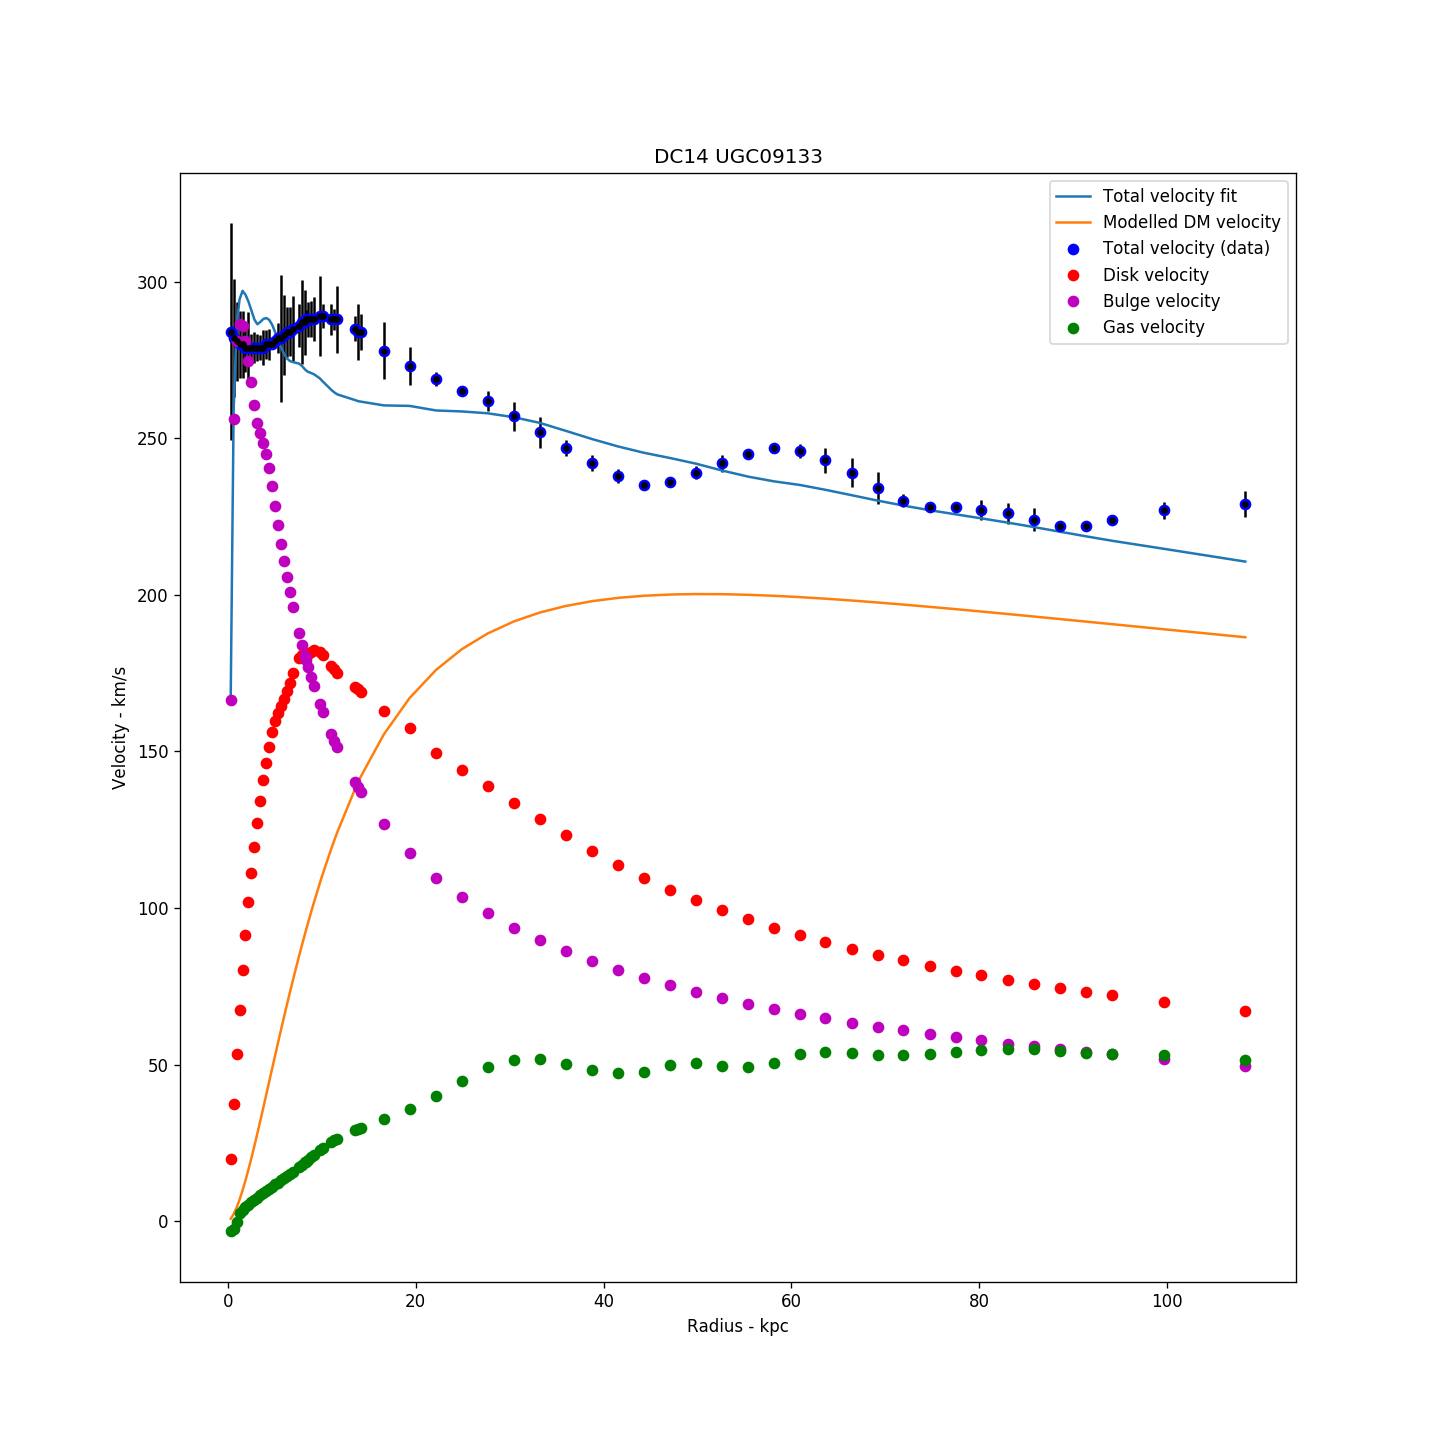 DC14 UGC09133
Total velocity fit
Modelled DM velocity
Total velocity (data)
Disk velocity
Bulge velocity
Gas velocity
Velocity - km/s
300
250
200
150
100
50
0
0 20 40 60 80 100
Radius - kpc